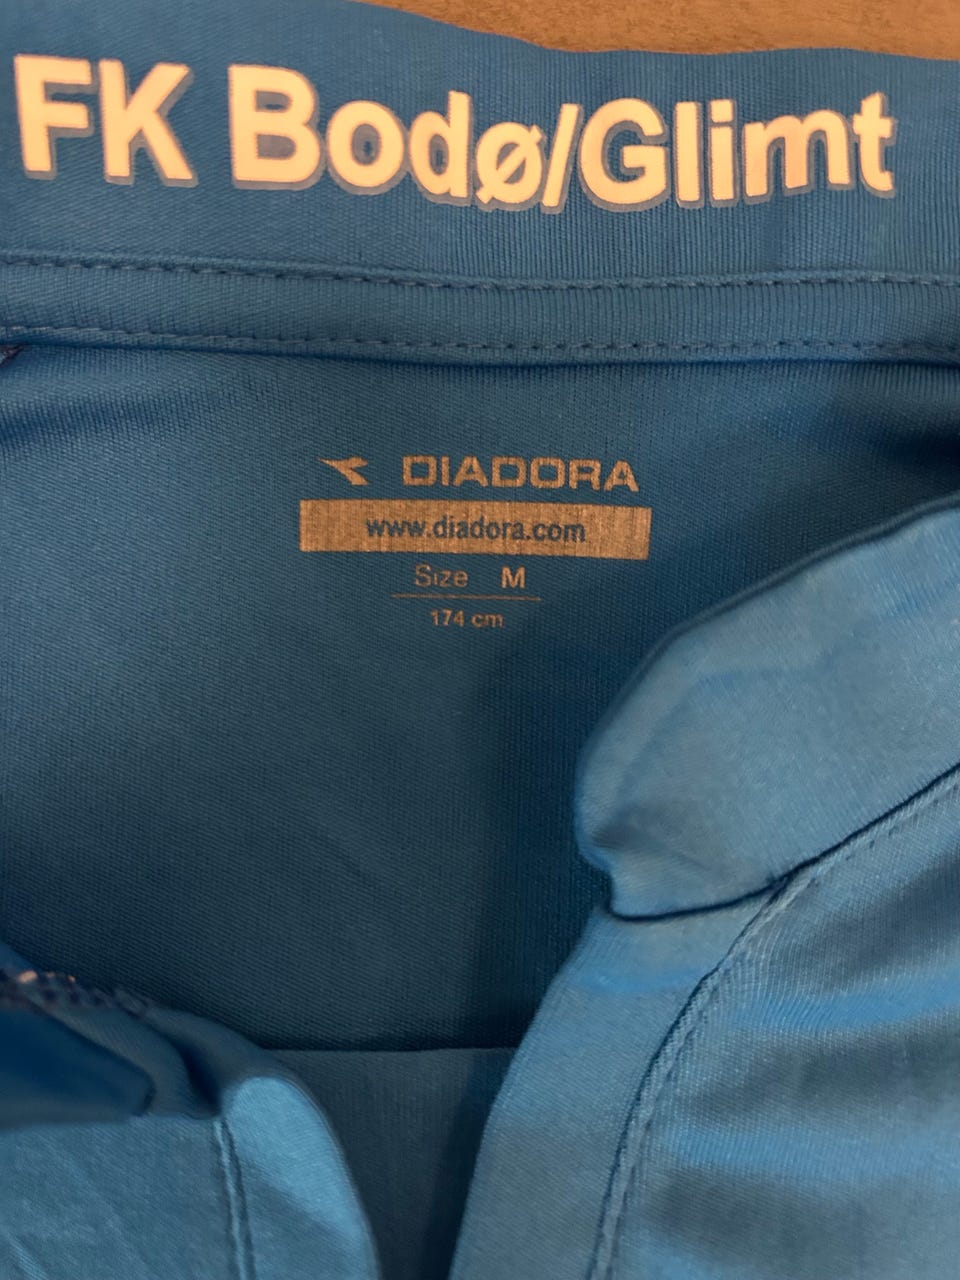 FK Bodø/Glimt
DIADORA
www.diadora.com
Size M
174 cm